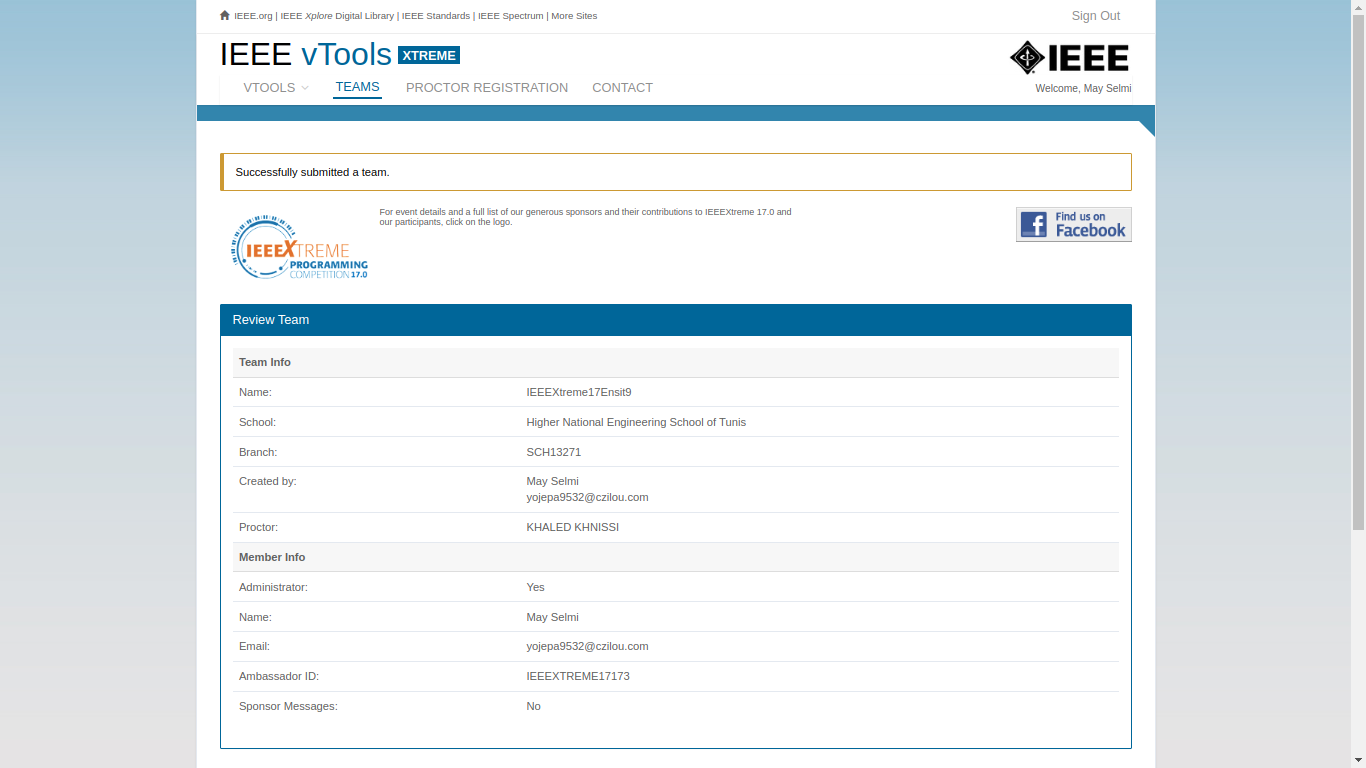 IEEE.org | IEEE Xplore Digital Library | IEEE Standards | IEEE Spectrum | More Sites
Sign Out
IEEE vTools XTREME
IEEE
VTOOLS
TEAMS
PROCTOR REGISTRATION
CONTACT
Welcome, May Selmi
Successfully submitted a team.
For event details and a full list of our generous sponsors and their contributions to IEEEXtreme 17.0 and
our participants, click on the logo.
IEEEXTREME
PROGRAMMING
COMPETITION 17.0
Find us on
Facebook
Review Team
Team Info
Name: IEEEXtreme17Ensit9
School: Higher National Engineering School of Tunis
Branch: SCH13271
Created by: May Selmi
yojepa9532@czilou.com
Proctor: KHALED KHNISSI
Member Info
Administrator: Yes
Name: May Selmi
Email: yojepa9532@czilou.com
Ambassador ID: IEEEXTREME17173
Sponsor Messages: No